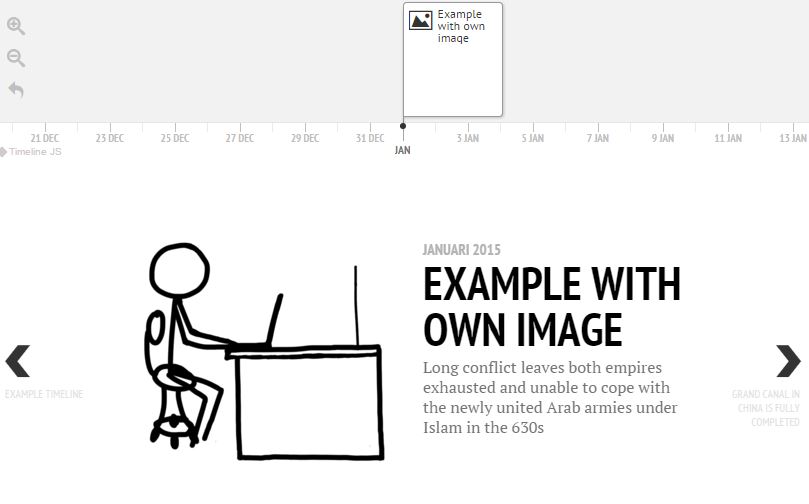 Example
with own
image
21 DEC
23 DEC
25 DEC
27 DEC
29 DEC
31 DEC
3 JAN
5 JAN
7 JAN
9 JAN
11 JAN
13 JAN
JAN
Timeline JS
JANUARI 2015
EXAMPLE WITH
OWN IMAGE
Long conflict leaves both empires
exhausted and unable to cope with
the newly united Arab armies under
Islam in the 630s
EXAMPLE TIMELINE
GRAND CANAL IN
CHINA IS FULLY
COMPLETED